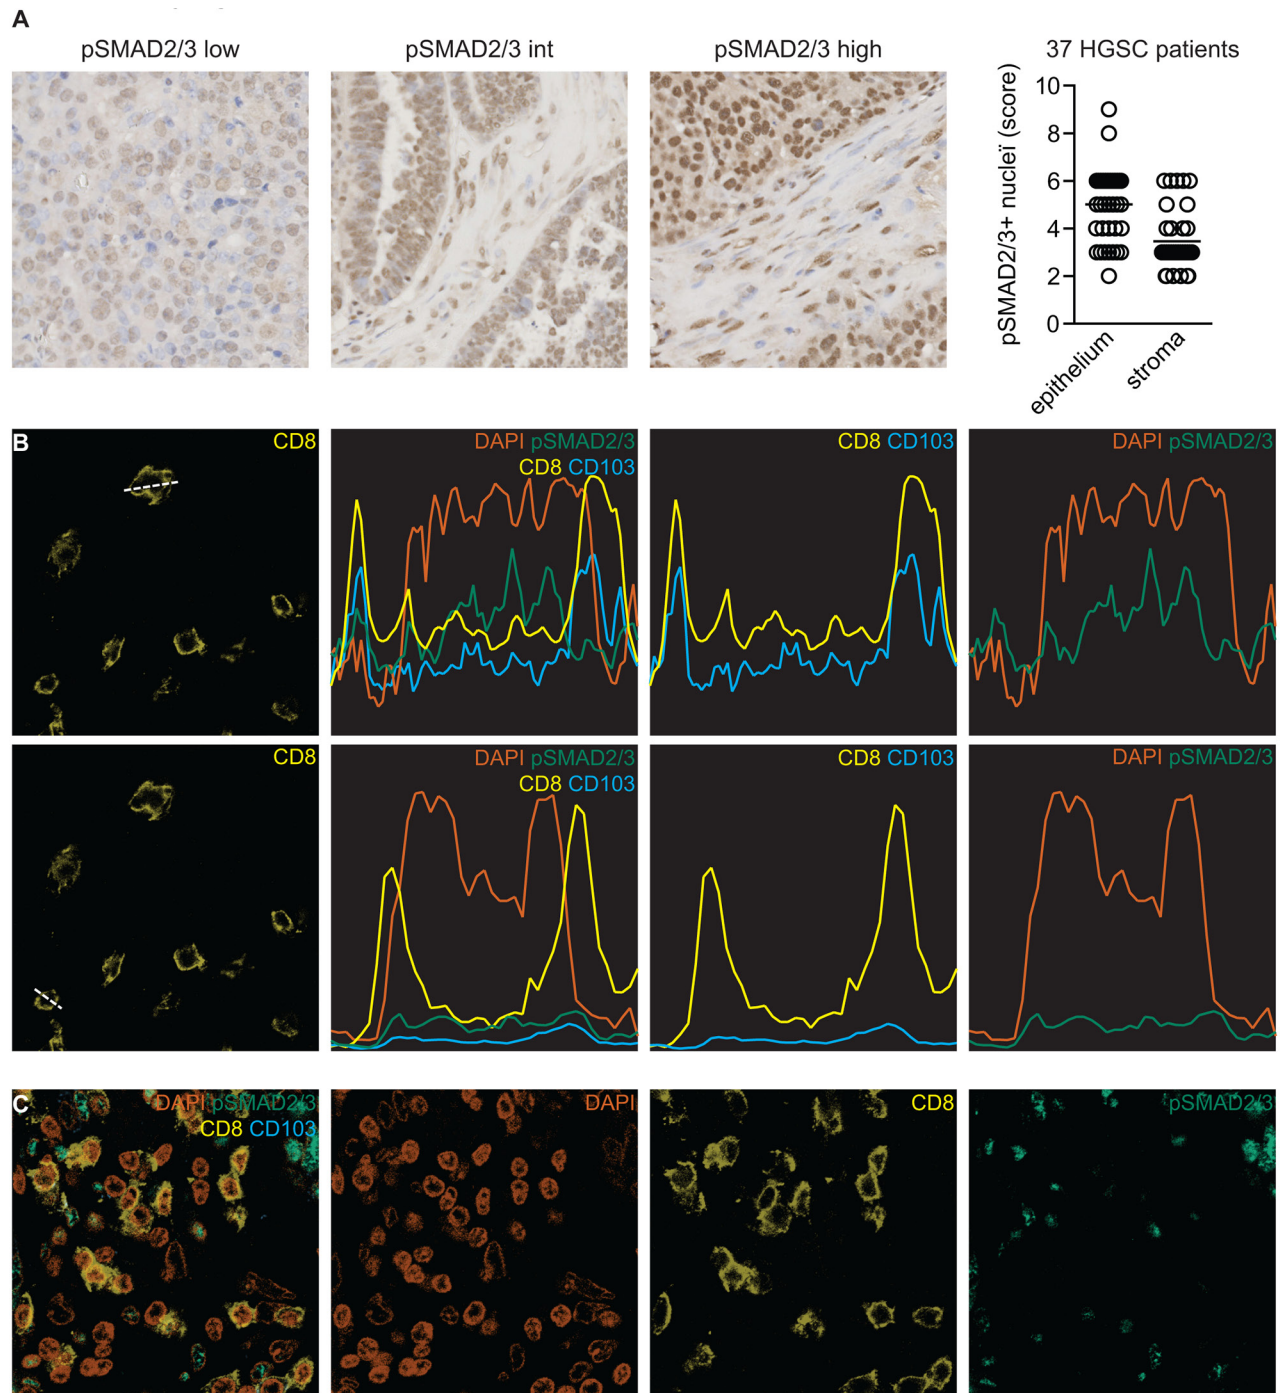 A
pSMAD2/3 low
pSMAD2/3 int
pSMAD2/3 high
37 HGSC patients
pSMAD2/3+ nucleï (score)
10
8
6
4
2
0
epithelium
stroma
B
CD8
DAPI pSMAD2/3
CD8 CD103
CD8 CD103
DAPI pSMAD2/3
CD8
DAPI pSMAD2/3
CD8 CD103
CD8 CD103
DAPI pSMAD2/3
C
DAPI pSMAD2/3
CD8 CD103
DAPI
CD8
pSMAD2/3